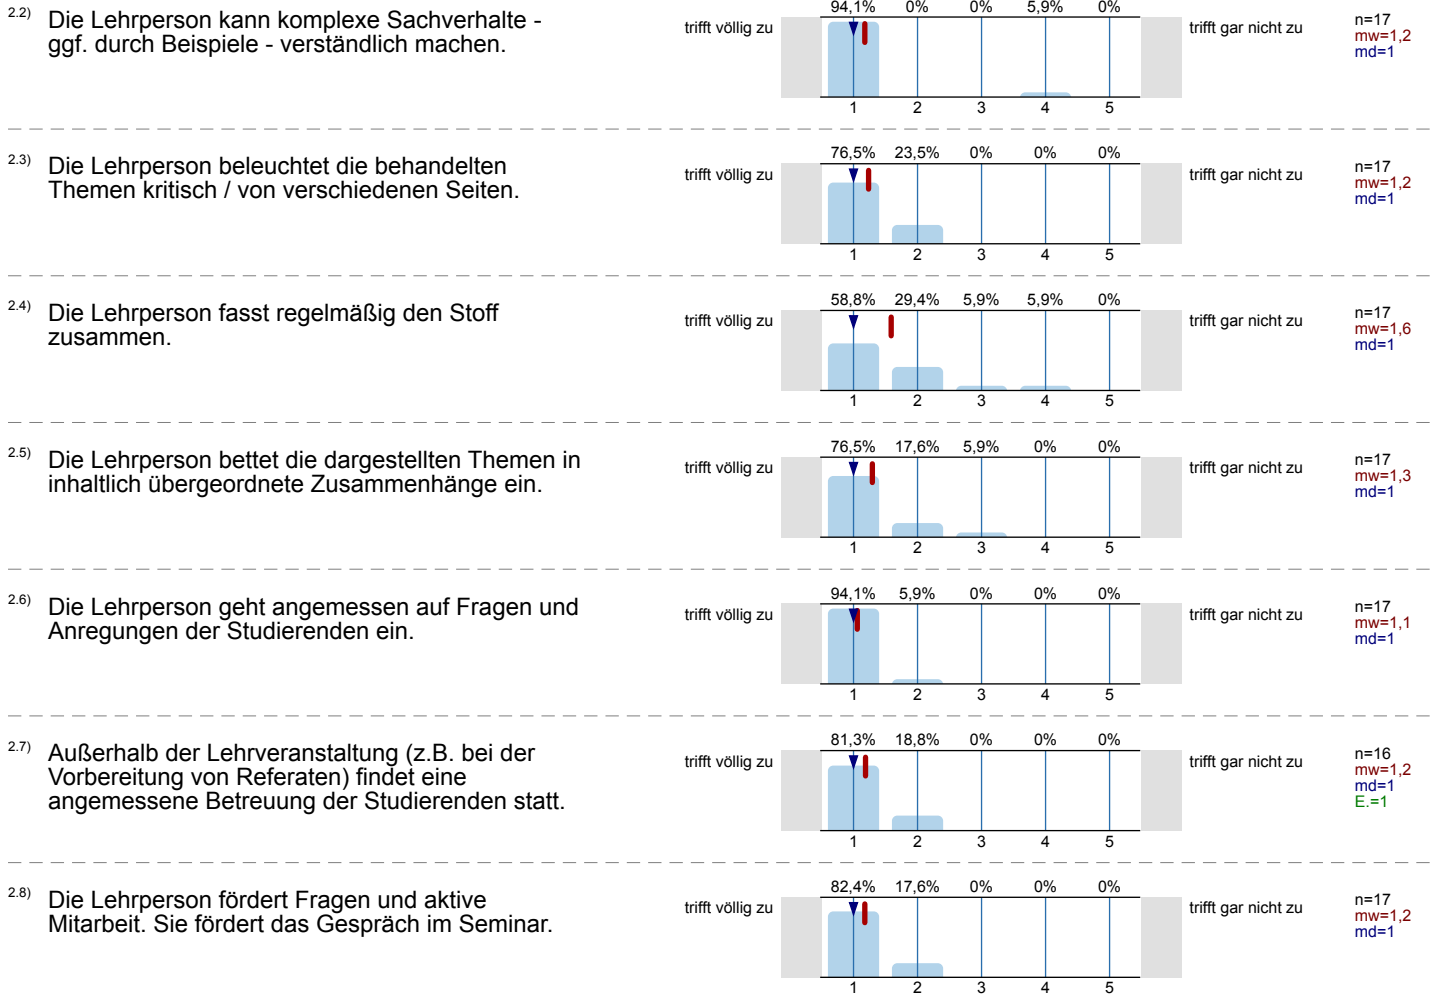 2.2) Die Lehrperson kann komplexe Sachverhalte -
ggf. durch Beispiele - verständlich machen.
trifft völlig zu
94,1% 0% 0% 5,9% 0%
1 2 3 4 5
trifft gar nicht zu
n=17
mw=1,2
md=1
2.3) Die Lehrperson beleuchtet die behandelten
Themen kritisch / von verschiedenen Seiten.
trifft völlig zu
76,5% 23,5% 0% 0% 0%
1 2 3 4 5
trifft gar nicht zu
n=17
mw=1,2
md=1
2.4) Die Lehrperson fasst regelmäßig den Stoff
zusammen.
trifft völlig zu
58,8% 29,4% 5,9% 5,9% 0%
1 2 3 4 5
trifft gar nicht zu
n=17
mw=1,6
md=1
2.5) Die Lehrperson bettet die dargestellten Themen in
inhaltlich übergeordnete Zusammenhänge ein.
trifft völlig zu
76,5% 17,6% 5,9% 0% 0%
1 2 3 4 5
trifft gar nicht zu
n=17
mw=1,3
md=1
2.6) Die Lehrperson geht angemessen auf Fragen und
Anregungen der Studierenden ein.
trifft völlig zu
94,1% 5,9% 0% 0% 0%
1 2 3 4 5
trifft gar nicht zu
n=17
mw=1,1
md=1
2.7) Außerhalb der Lehrveranstaltung (z.B. bei der
Vorbereitung von Referaten) findet eine
angemessene Betreuung der Studierenden statt.
trifft völlig zu
81,3% 18,8% 0% 0% 0%
1 2 3 4 5
trifft gar nicht zu
n=16
mw=1,2
md=1
E.=1
2.8) Die Lehrperson fördert Fragen und aktive
Mitarbeit. Sie fördert das Gespräch im Seminar.
trifft völlig zu
82,4% 17,6% 0% 0% 0%
1 2 3 4 5
trifft gar nicht zu
n=17
mw=1,2
md=1